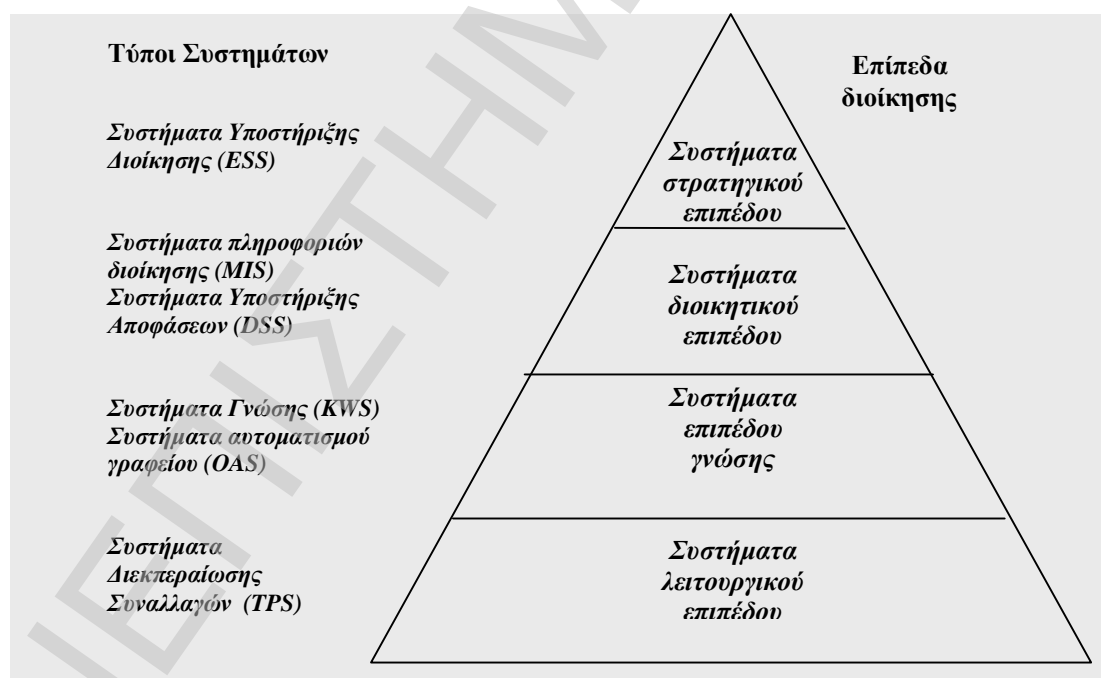 Τύποι Συστημάτων
Επίπεδα
διοίκησης
Συστήματα Υποστήριξης
Διοίκησης (ESS)
Συστήματα
στρατηγικού
επιπέδου
Συστήματα πληροφοριών
διοίκησης (MIS)
Συστήματα Υποστήριξης
Αποφάσεων (DSS)
Συστήματα
διοικητικού
επιπέδου
Συστήματα Γνώσης (KWS)
Συστήματα αυτοματισμού
γραφείου (OAS)
Συστήματα
επιπέδου
γνώσης
Συστήματα
Διεκπεραίωσης
Συναλλαγών (TPS)
Συστήματα
λειτουργικού
επιπέδου